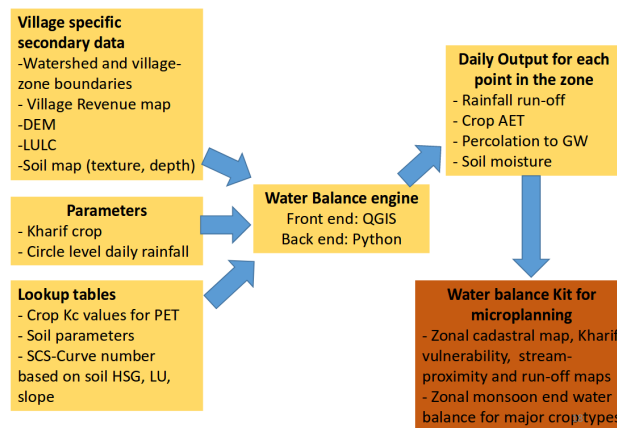 Village specific
secondary data
-Watershed and village-
zone boundaries
- Village Revenue map
- DEM
- LULC
-Soil map (texture, depth)
Parameters
- Kharif crop
- Circle level daily rainfall
Lookup tables
- Crop Kc values for PET
- Soil parameters
- SCS-Curve number
based on soil HSG, LU,
slope
Water Balance engine
Front end: QGIS
Back end: Python
Daily Output for each
point in the zone
- Rainfall run-off
- Crop AET
- Percolation to GW
- Soil moisture
Water balance Kit for
microplanning
- Zonal cadastral map, Kharif
vulnerability, stream-
proximity and run-off maps
- Zonal monsoon end water
balance for major crop types